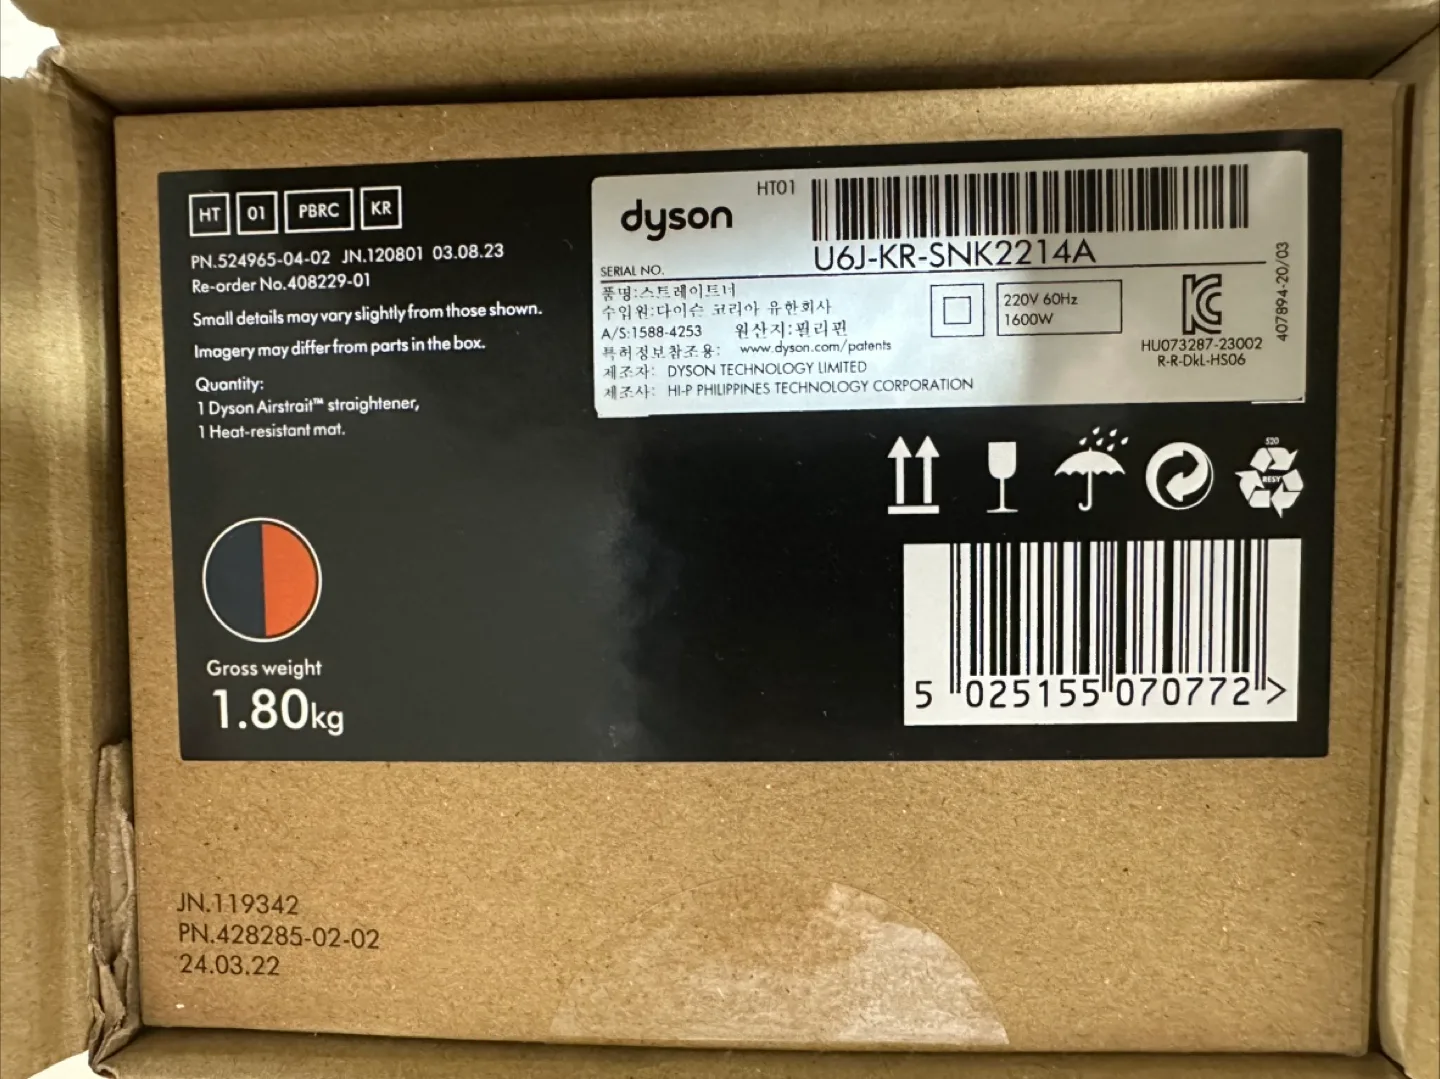 HT 01 PBRC KR
PN.524965-04-02 JN.120801 03.08.23
Re-order No.408229-01
Small details may vary slightly from those shown.
Imagery may differ from parts in the box.
Quantity:
1 Dyson Airstrait™ straightener,
1 Heat-resistant mat.
Gross weight
1.80kg
dyson
HT01
U6J-KR-SNK2214A
SERIAL NO.
품명:스트레이트너
수입원:다이슨 코리아 유한회사
A/S:1588-4253 원산지:필리핀
특허정보참조용: www.dyson.com/patents
제조자: DYSON TECHNOLOGY LIMITED
제조사: HI-P PHILIPPINES TECHNOLOGY CORPORATION
220V 60Hz
1600W
HU073287-23002
R-R-DkL-HS06
407894-20/03
520
RESY
5 025155 070772 >
JN.119342
PN.428285-02-02
24.03.22